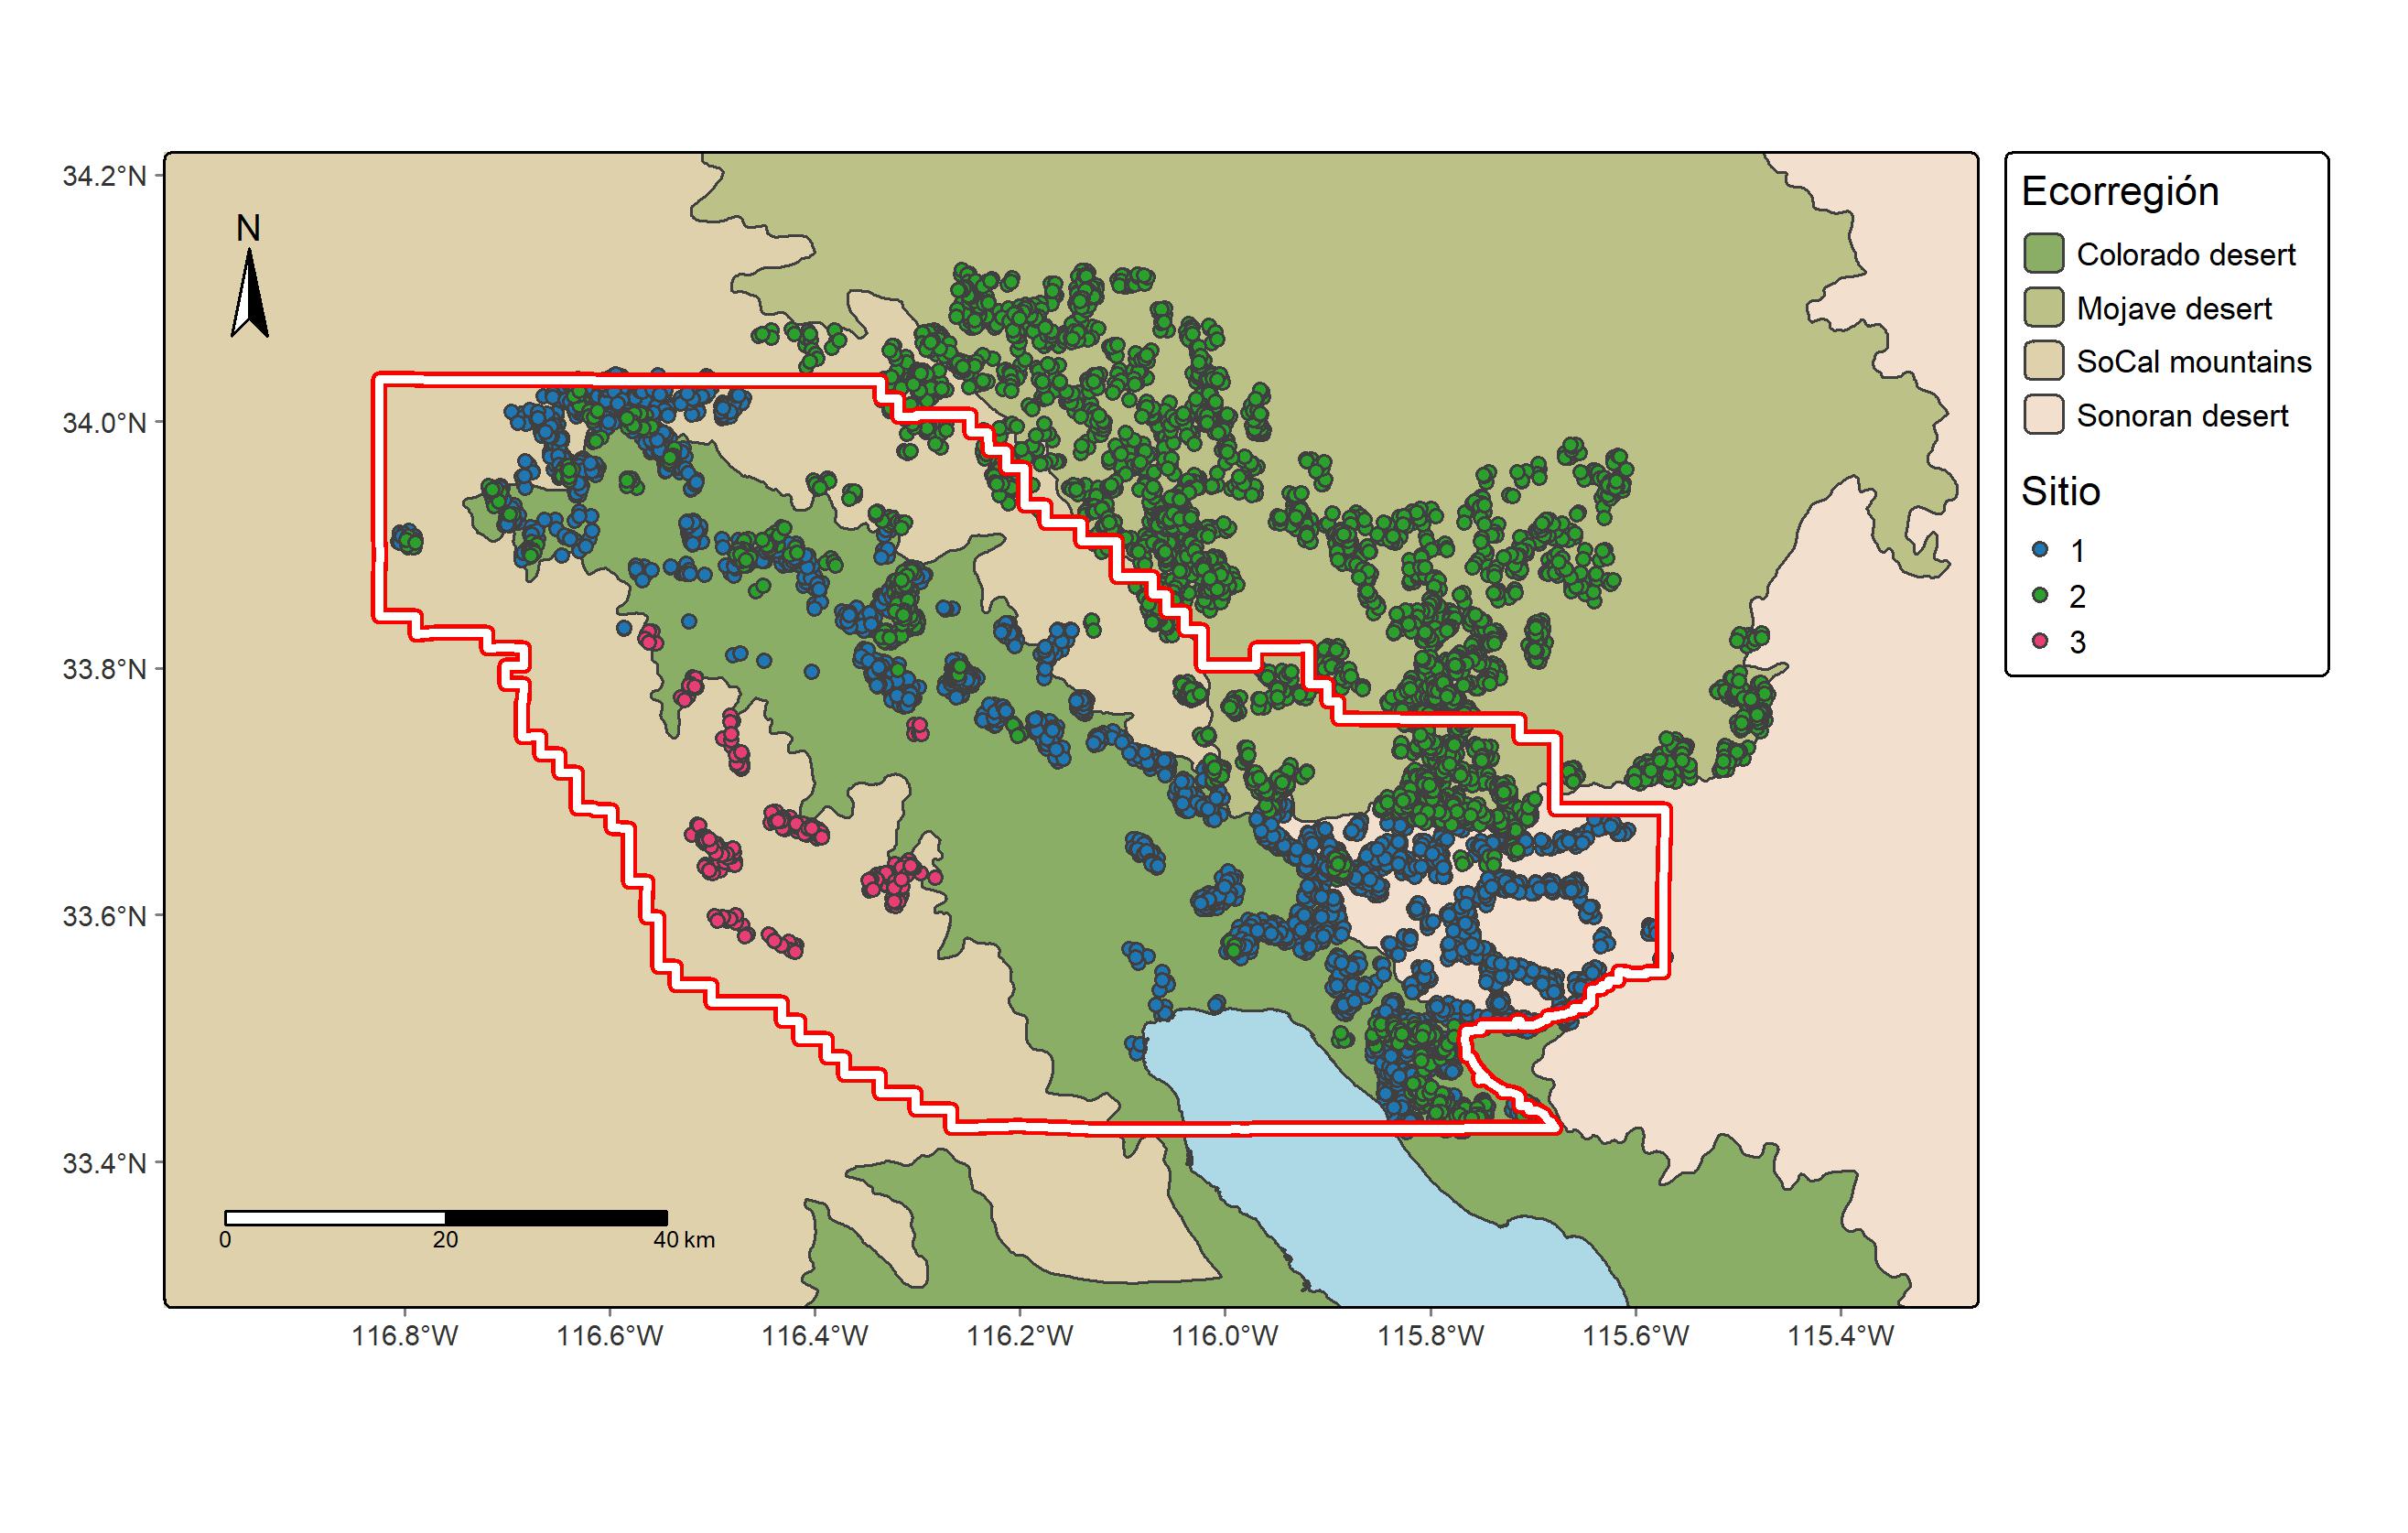 34.2°N
34.0°N
33.8°N
33.6°N
33.4°N
N
0
20
40 km
116.8°W
116.6°W
116.4°W
116.2°W
116.0°W
115.8°W
115.6°W
115.4°W
Ecorregión
Colorado desert
Mojave desert
SoCal mountains
Sonoran desert
Sitio
1
2
3